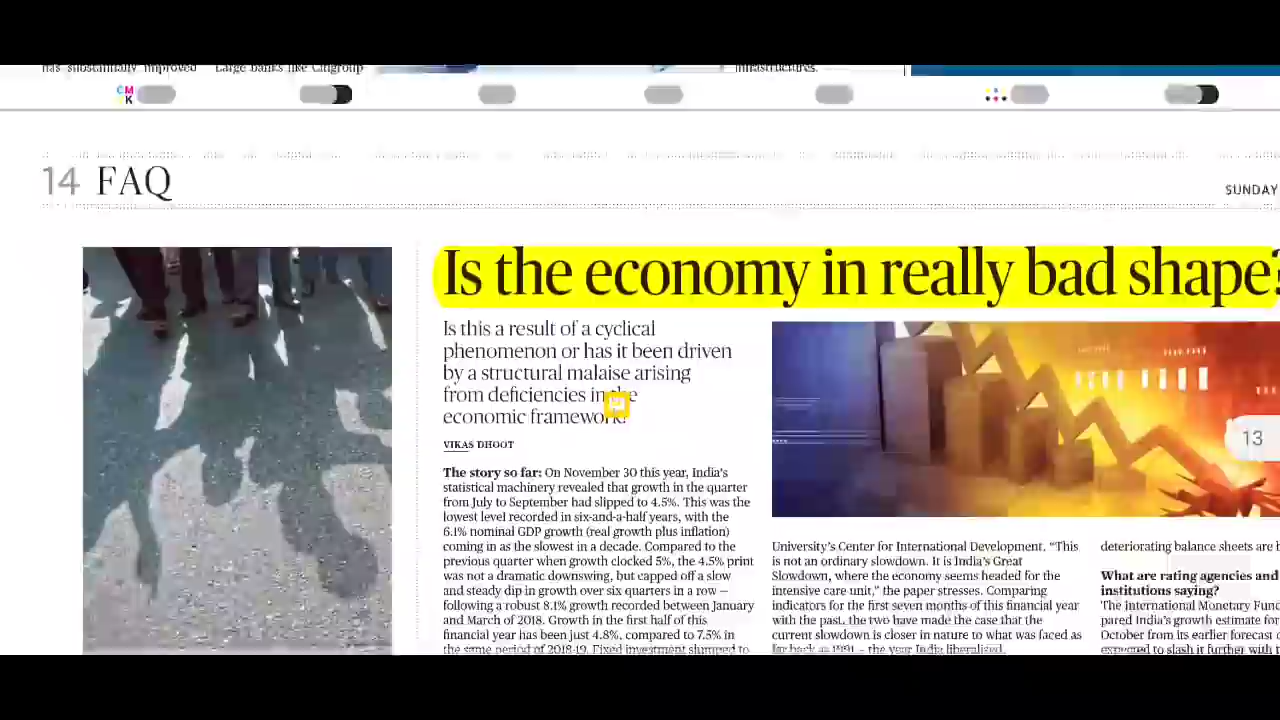 has substantially improved
Large banks like Citigroup
infrastructures.
CM
K
14 FAQ
SUNDAY
Is the economy in really bad shape?
Is this a result of a cyclical
phenomenon or has it been driven
by a structural malaise arising
from deficiencies in the
economic framework?
VIKAS DHOOT
The story so far: On November 30 this year, India's
statistical machinery revealed that growth in the quarter
from July to September had slipped to 4.5%. This was the
lowest level recorded in six-and-a-half years, with the
6.1% nominal GDP growth (real growth plus inflation)
coming in as the slowest in a decade. Compared to the
previous quarter when growth clocked 5%, the 4.5% print
was not a dramatic downswing, but capped off a slow
and steady dip in growth over six quarters in a row —
following a robust 8.1% growth recorded between January
and March of 2018. Growth in the first half of this
financial year has been just 4.8%, compared to 7.5% in
the same period of 2018-19. Fixed investment slumped to
13
University's Center for International Development. “This
is not an ordinary slowdown. It is India's Great
Slowdown, where the economy seems headed for the
intensive care unit,” the paper stresses. Comparing
indicators for the first seven months of this financial year
with the past, the two have made the case that the
current slowdown is closer in nature to what was faced as
far back as 1991 – the year India liberalised.
deteriorating balance sheets are
What are rating agencies and
institutions saying?
The International Monetary
pared India's growth estimate for
October from its earlier forecast
expected to slash it further with